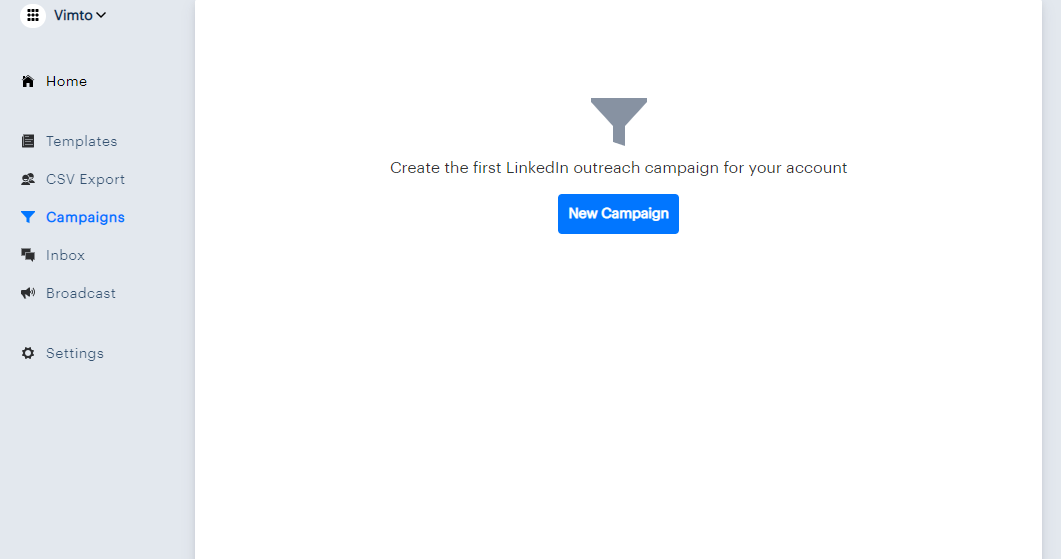 Vimto
Home
Templates
CSV Export
Campaigns
Inbox
Broadcast
Settings
Create the first LinkedIn outreach campaign for your account
New Campaign